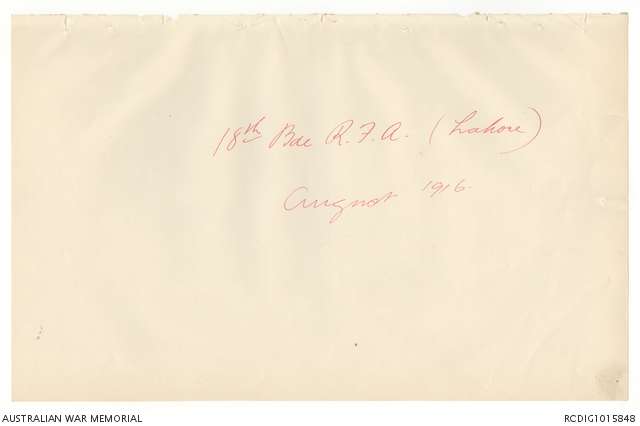 18th Bde R.F.A. (Lahore)
August 1916.
AUSTRALIAN WAR MEMORIAL
RCDIG1015848